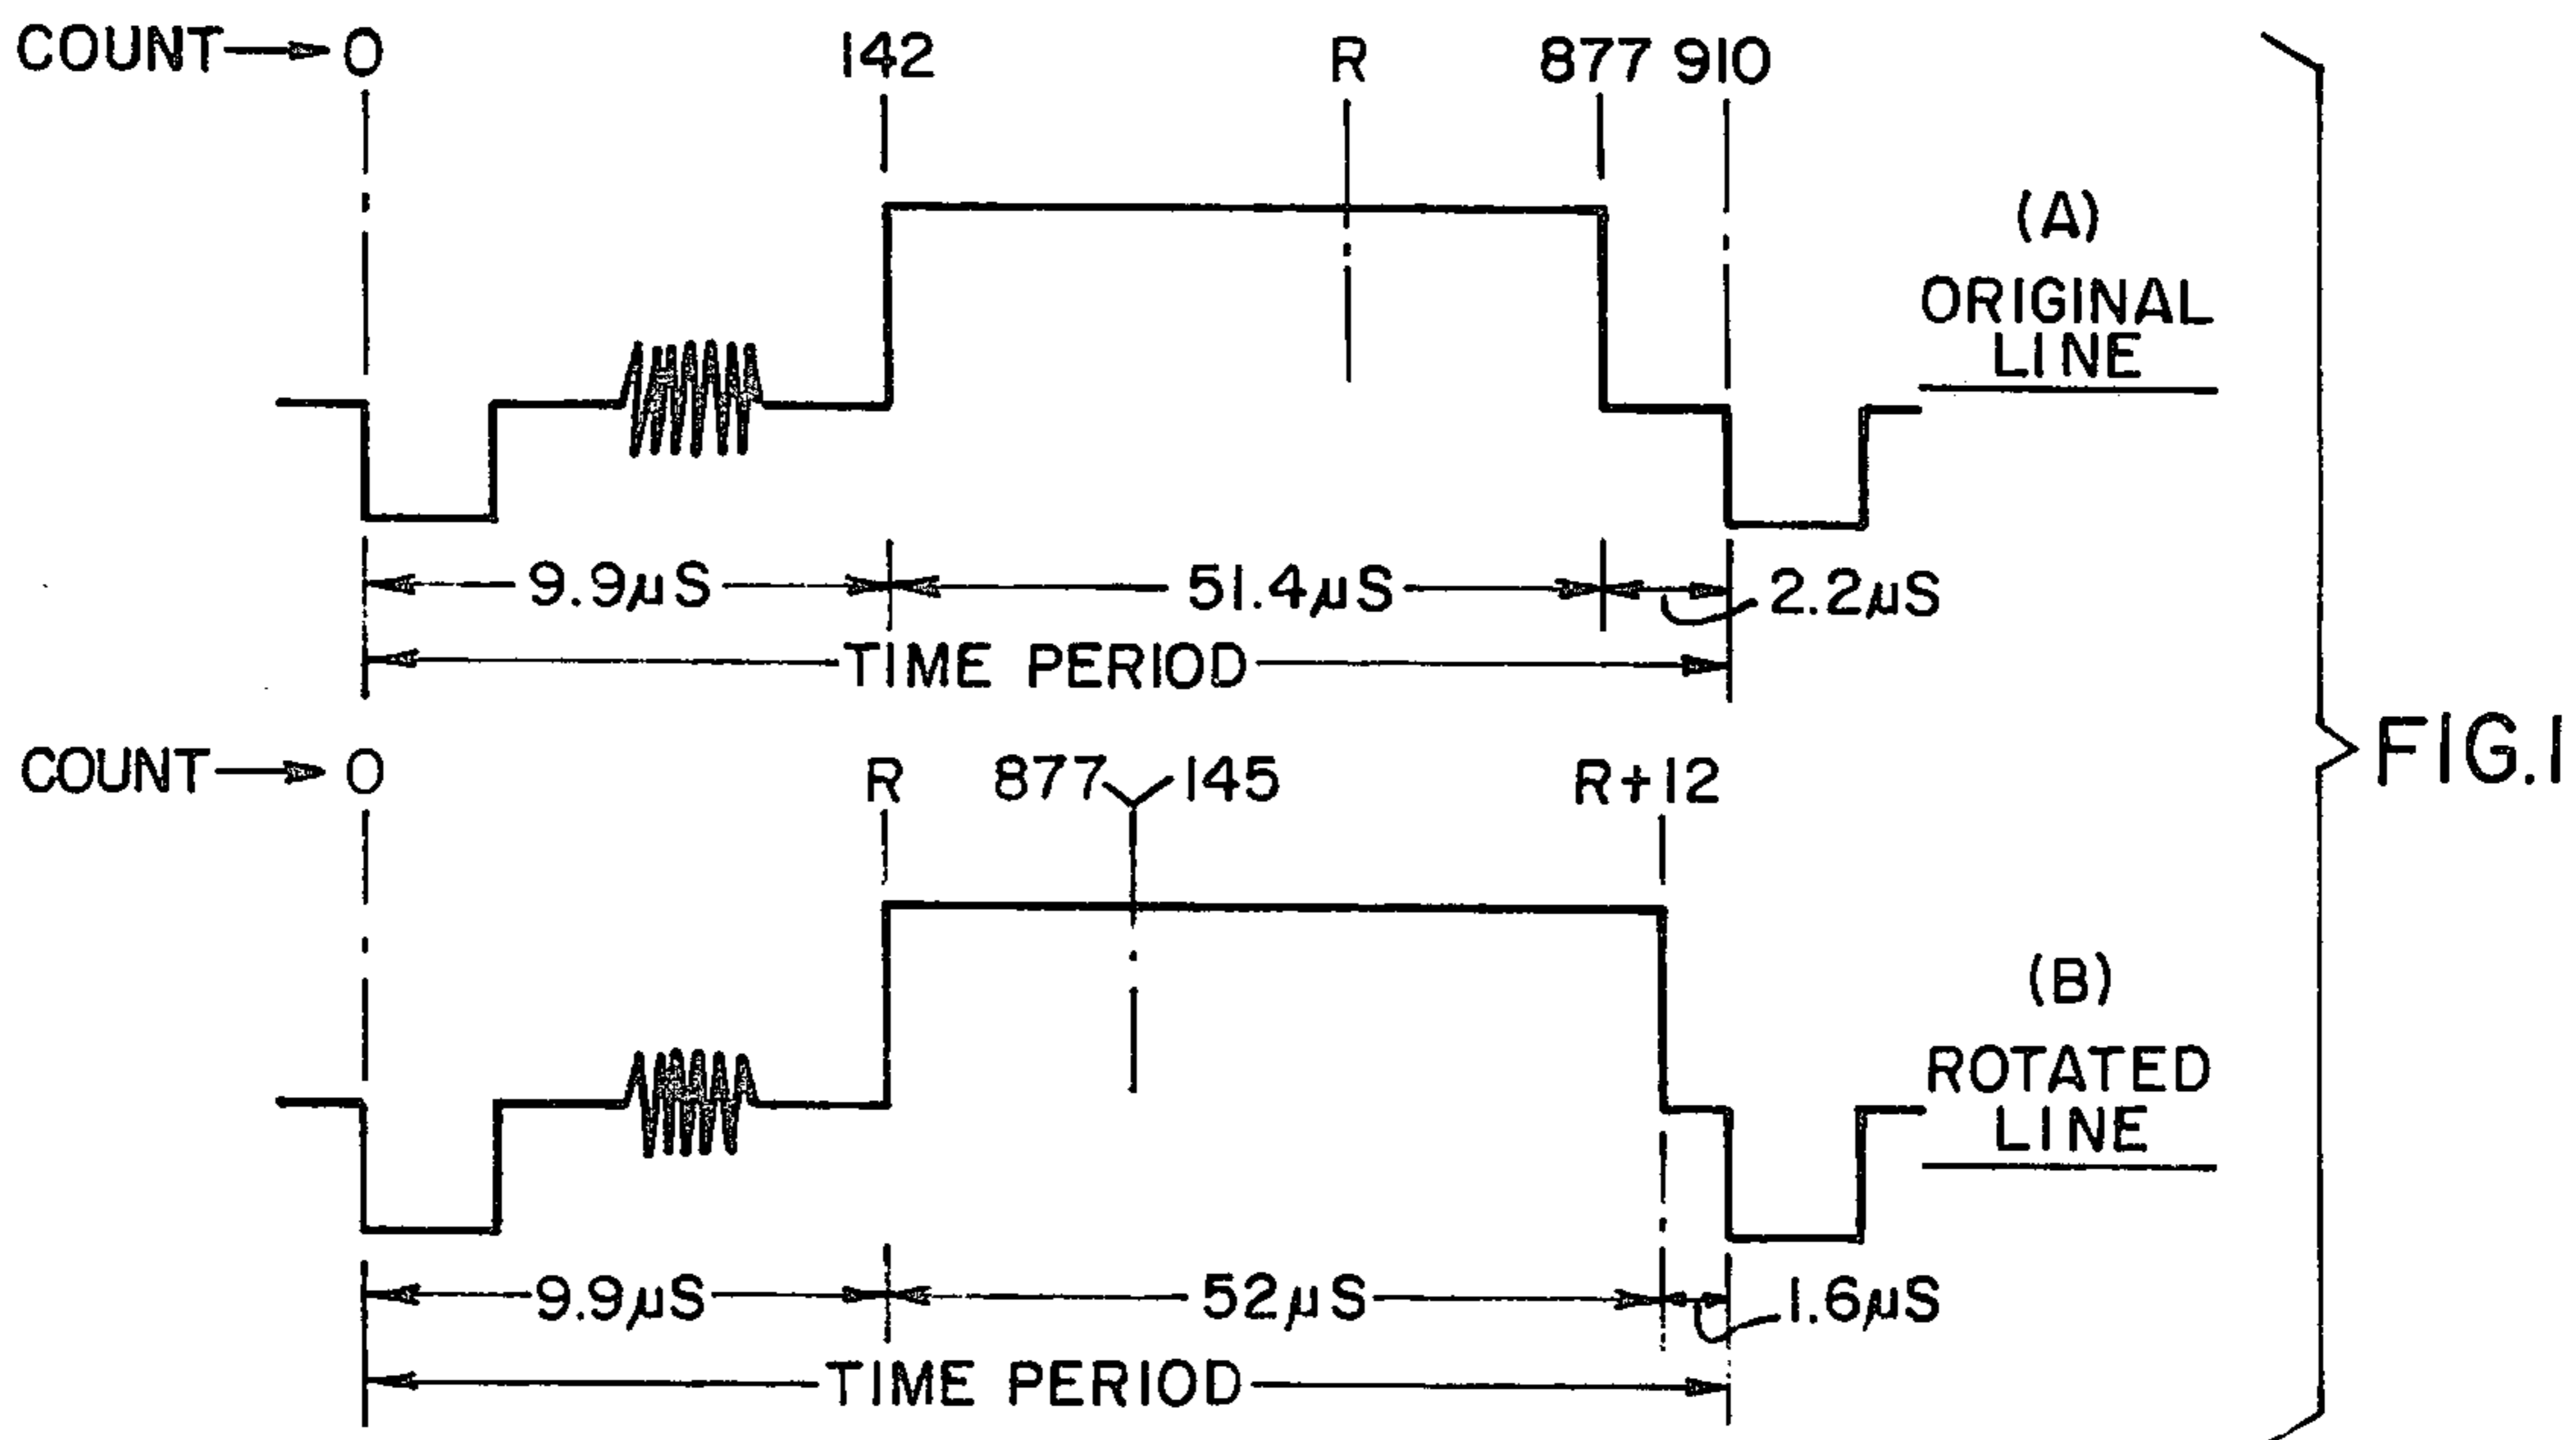 COUNT → 0 142 R 877 910
(A)
ORIGINAL
LINE
9.9μS 51.4μS 2.2μS
TIME PERIOD
COUNT → 0 R 877 145 R+12
FIG.1
(B)
ROTATED
LINE
9.9μS 52μS 1.6μS
TIME PERIOD